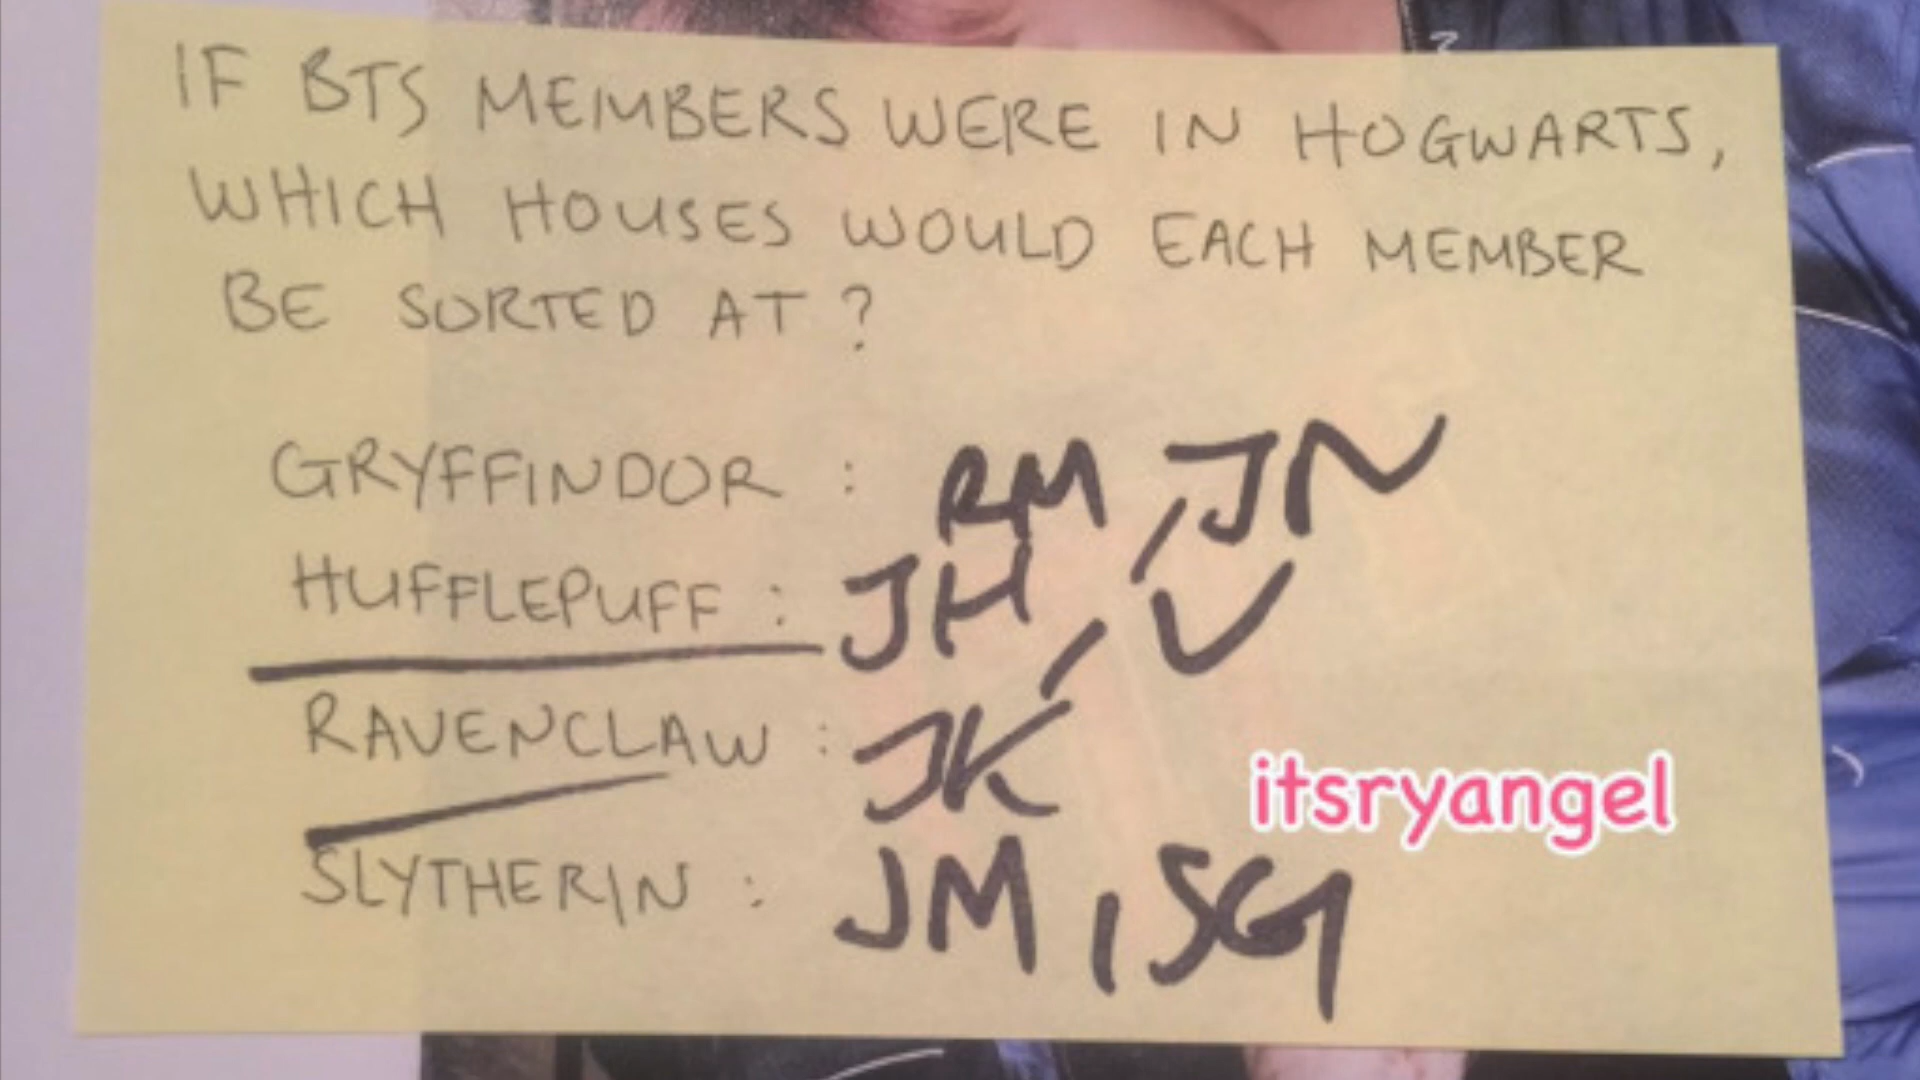 IF BTS MEMBERS WERE IN HOGWARTS,
WHICH HOUSES WOULD EACH MEMBER
BE SORTED AT?
GRYFFINDOR : RM, JN
HUFFLEPUFF : JH, V
RAVENCLAW : JK
SLYTHERIN : JM, SG
itsryangel